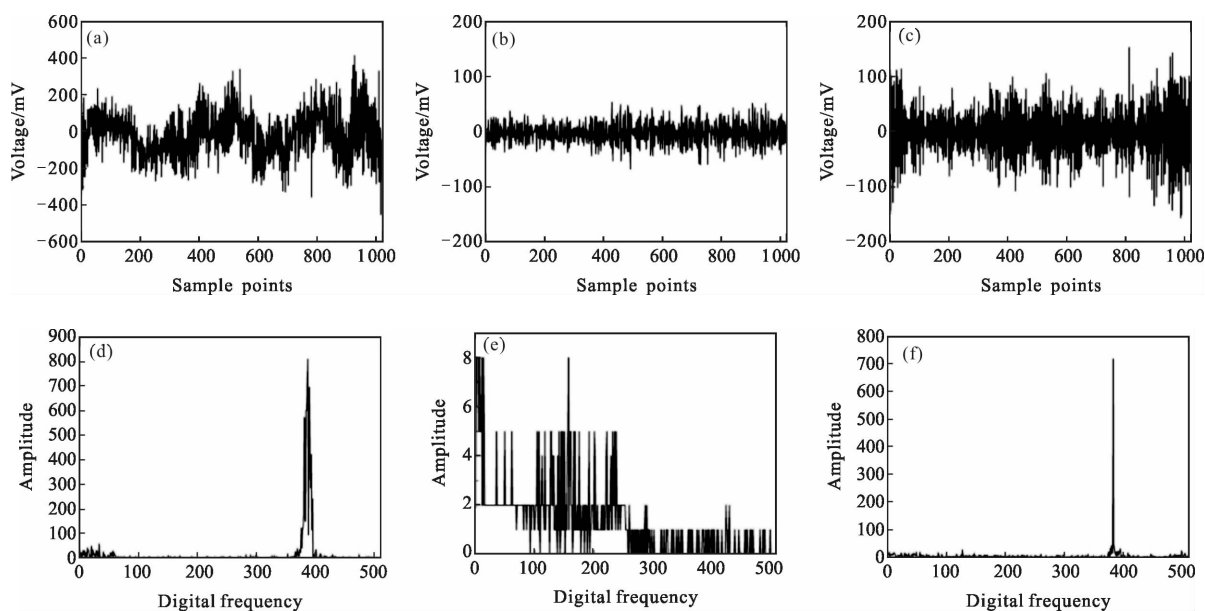 600
400
200
0
−200
−400
−600
Voltage/mV
(a)
0 200 400 600 800 1000
Sample points
200
100
0
−100
−200
Voltage/mV
(b)
0 200 400 600 800 1000
Sample points
200
100
0
−100
−200
Voltage/mV
(c)
0 200 400 600 800 1000
Sample points
900
800
700
600
500
400
300
200
100
0
Amplitude
(d)
0 100 200 300 400 500
Digital frequency
8
6
4
2
0
Amplitude
(e)
0 100 200 300 400 500
Digital frequency
800
700
600
500
400
300
200
100
0
Amplitude
(f)
0 100 200 300 400 500
Digital frequency